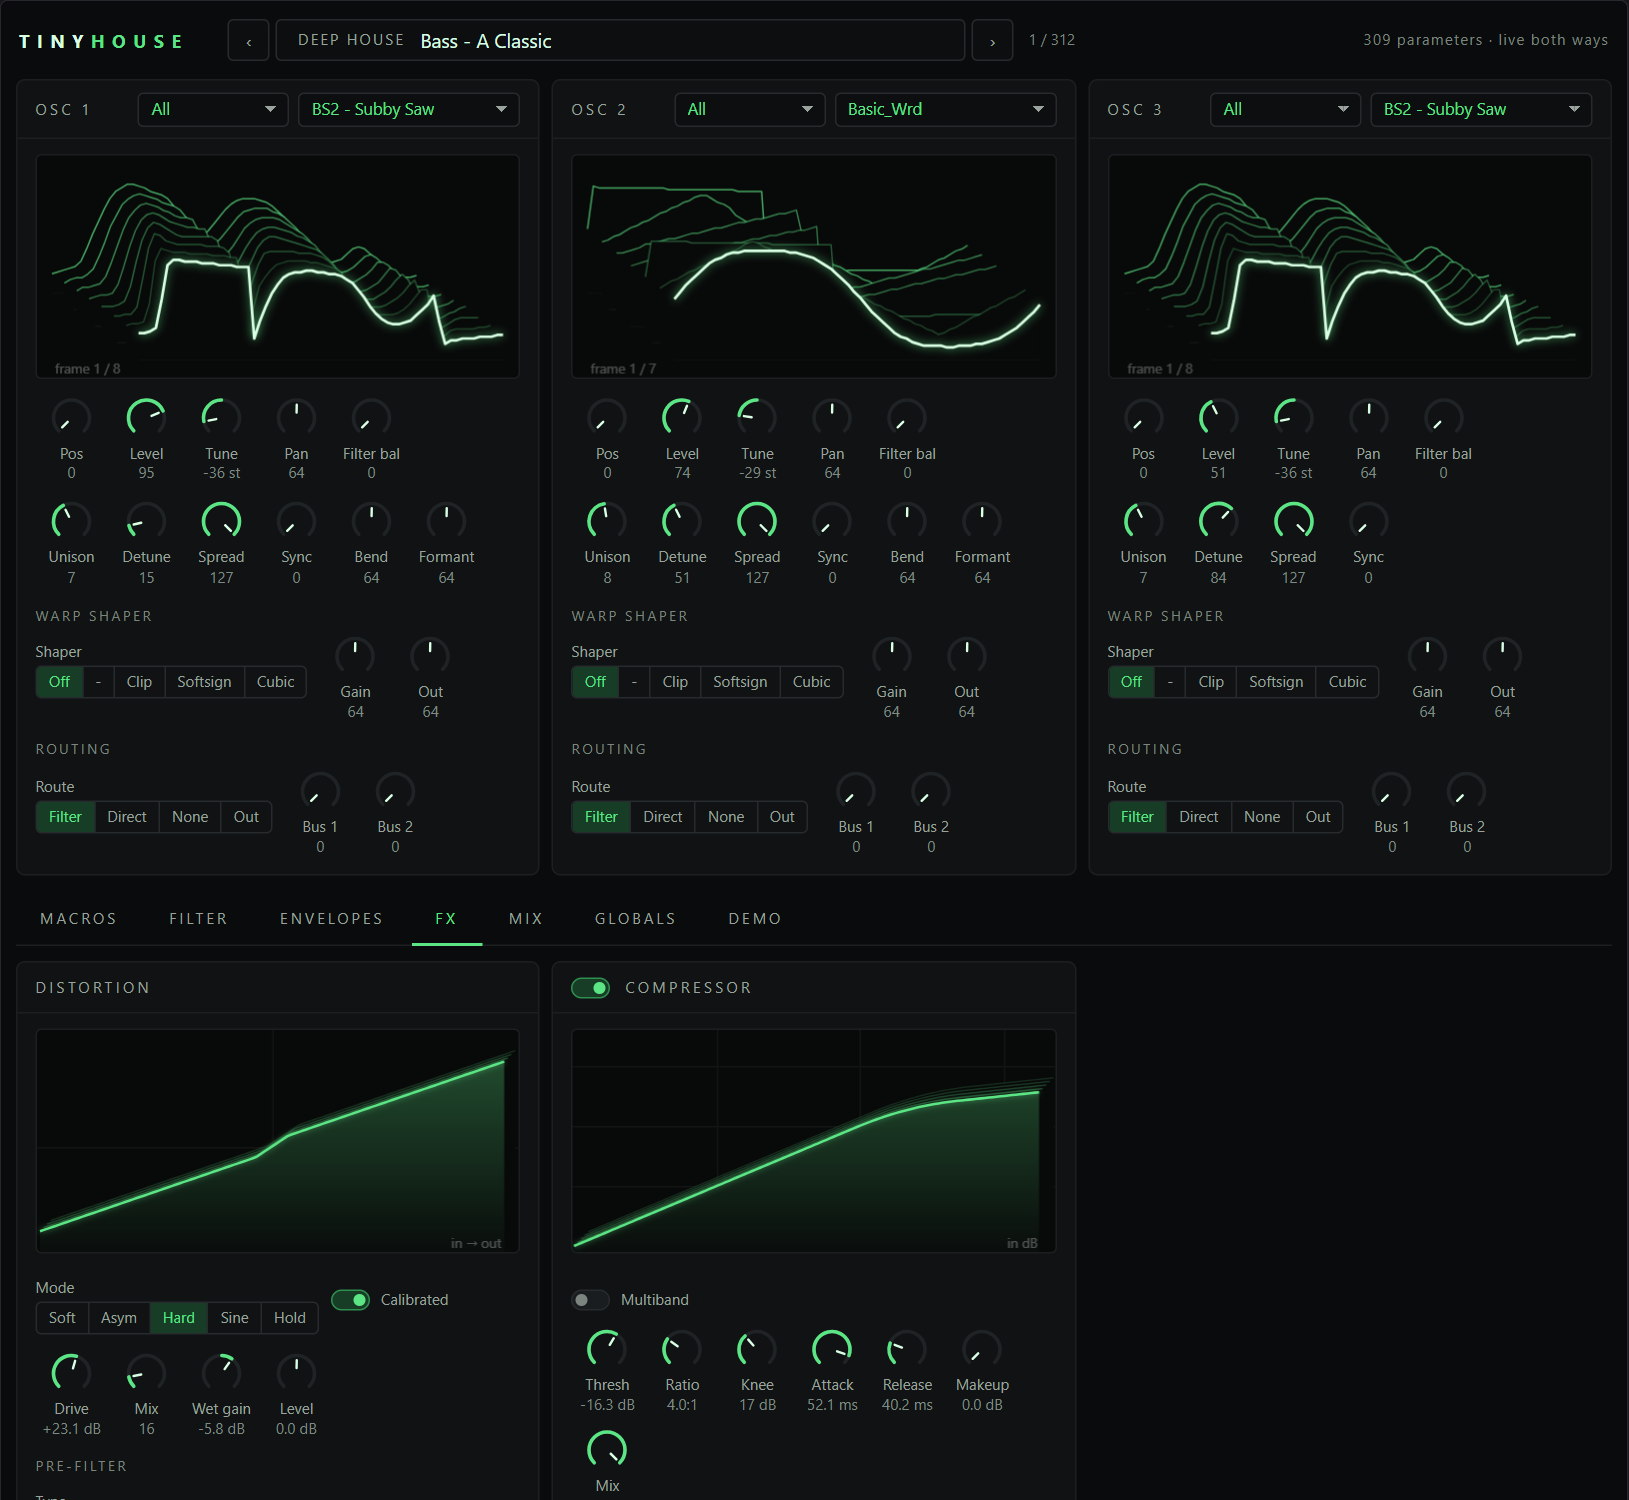 TINYHOUSE ‹ DEEP HOUSE Bass - A Classic › 1 / 312 309 parameters · live both ways
OSC 1 All BS2 - Subby Saw
frame 1 / 8
Pos Level Tune Pan Filter bal
0 95 -36 st 64 0
Unison Detune Spread Sync Bend Formant
7 15 127 0 64 64
WARP SHAPER
Shaper
Off - Clip Softsign Cubic
Gain Out
64 64
ROUTING
Route
Filter Direct None Out
Bus 1 Bus 2
0 0
OSC 2 All Basic_Wrd
frame 1 / 7
Pos Level Tune Pan Filter bal
0 74 -29 st 64 0
Unison Detune Spread Sync Bend Formant
8 51 127 0 64 64
WARP SHAPER
Shaper
Off - Clip Softsign Cubic
Gain Out
64 64
ROUTING
Route
Filter Direct None Out
Bus 1 Bus 2
0 0
OSC 3 All BS2 - Subby Saw
frame 1 / 8
Pos Level Tune Pan Filter bal
0 51 -36 st 64 0
Unison Detune Spread Sync
7 84 127 0
WARP SHAPER
Shaper
Off - Clip Softsign Cubic
Gain Out
64 64
ROUTING
Route
Filter Direct None Out
Bus 1 Bus 2
0 0
MACROS FILTER ENVELOPES FX MIX GLOBALS DEMO
DISTORTION
in → out
Mode
Soft Asym Hard Sine Hold
Calibrated
Drive Mix Wet gain Level
+23.1 dB 16 -5.8 dB 0.0 dB
PRE-FILTER
COMPRESSOR
in dB
Multiband
Thresh Ratio Knee Attack Release Makeup
-16.3 dB 4.0:1 17 dB 52.1 ms 40.2 ms 0.0 dB
Mix